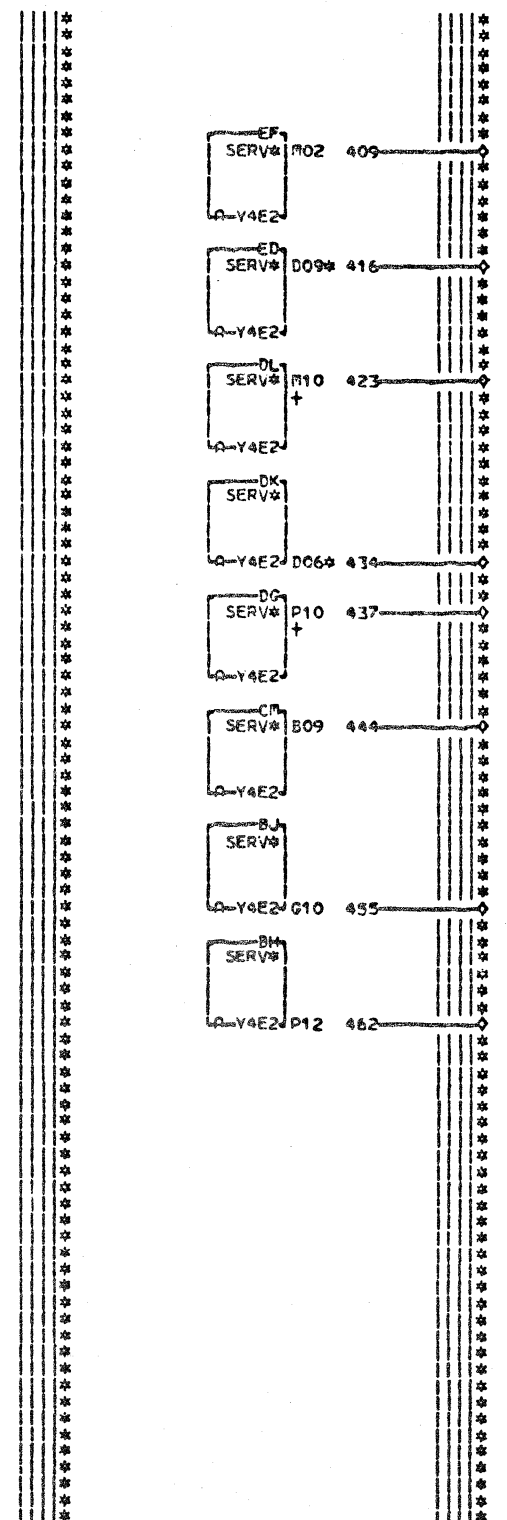 EF
SERV* M02 409
A-Y4E2
ED
SERV* D09* 416
A-Y4E2
DL
SERV* M10 423
+
A-Y4E2
DK
SERV*
A-Y4E2 D06* 434
DG
SERV* P10 437
+
A-Y4E2
CM
SERV* B09 444
A-Y4E2
BJ
SERV*
A-Y4E2 G10 455
BH
SERV*
A-Y4E2 P12 462